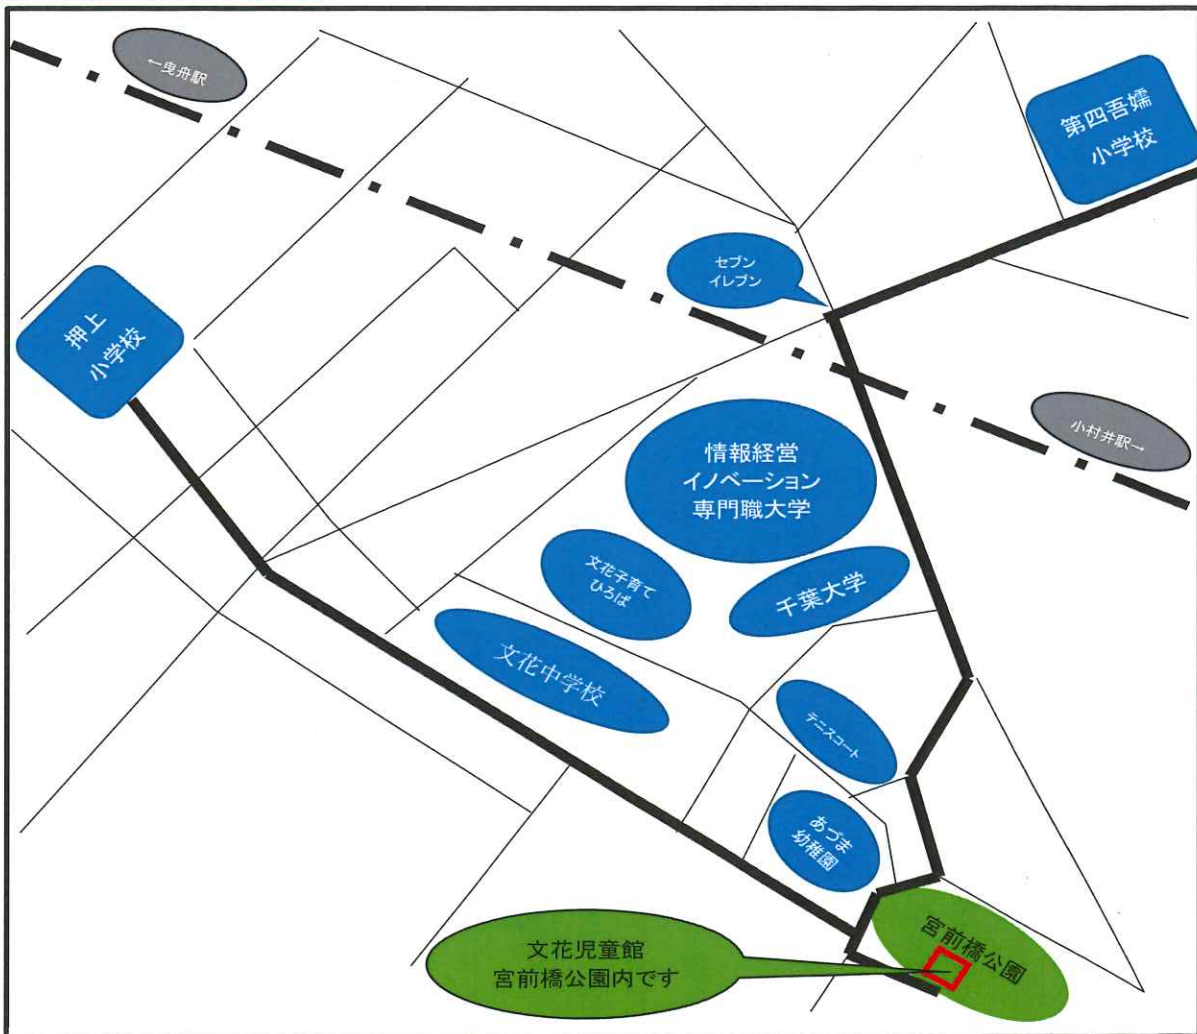 ←曳舟駅
第四吾嬬
小学校
セブン
イレブン
押上
小学校
小村井駅→
情報経営
イノベーション
専門職大学
文花子育て
ひろば
千葉大学
文花中学校
テニスコート
あづま
幼稚園
宮前橋公園
文花児童館
宮前橋公園内です